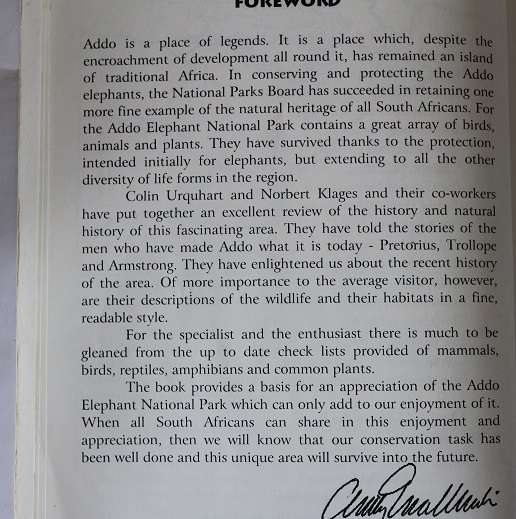 FOREWORD
Addo is a place of legends. It is a place which, despite the
encroachment of development all round it, has remained an island
of traditional Africa. In conserving and protecting the Addo
elephants, the National Parks Board has succeeded in retaining one
more fine example of the natural heritage of all South Africans. For
the Addo Elephant National Park contains a great array of birds,
animals and plants. They have survived thanks to the protection,
intended initially for elephants, but extending to all the other
diversity of life forms in the region.
Colin Urquhart and Norbert Klages and their co-workers
have put together an excellent review of the history and natural
history of this fascinating area. They have told the stories of the
men who have made Addo what it is today - Pretorius, Trollope
and Armstrong. They have enlightened us about the recent history
of the area. Of more importance to the average visitor, however,
are their descriptions of the wildlife and their habitats in a fine,
readable style.
For the specialist and the enthusiast there is much to be
gleaned from the up to date check lists provided of mammals,
birds, reptiles, amphibians and common plants.
The book provides a basis for an appreciation of the Addo
Elephant National Park which can only add to our enjoyment of it.
When all South Africans can share in this enjoyment and
appreciation, then we will know that our conservation task has
been well done and this unique area will survive into the future.